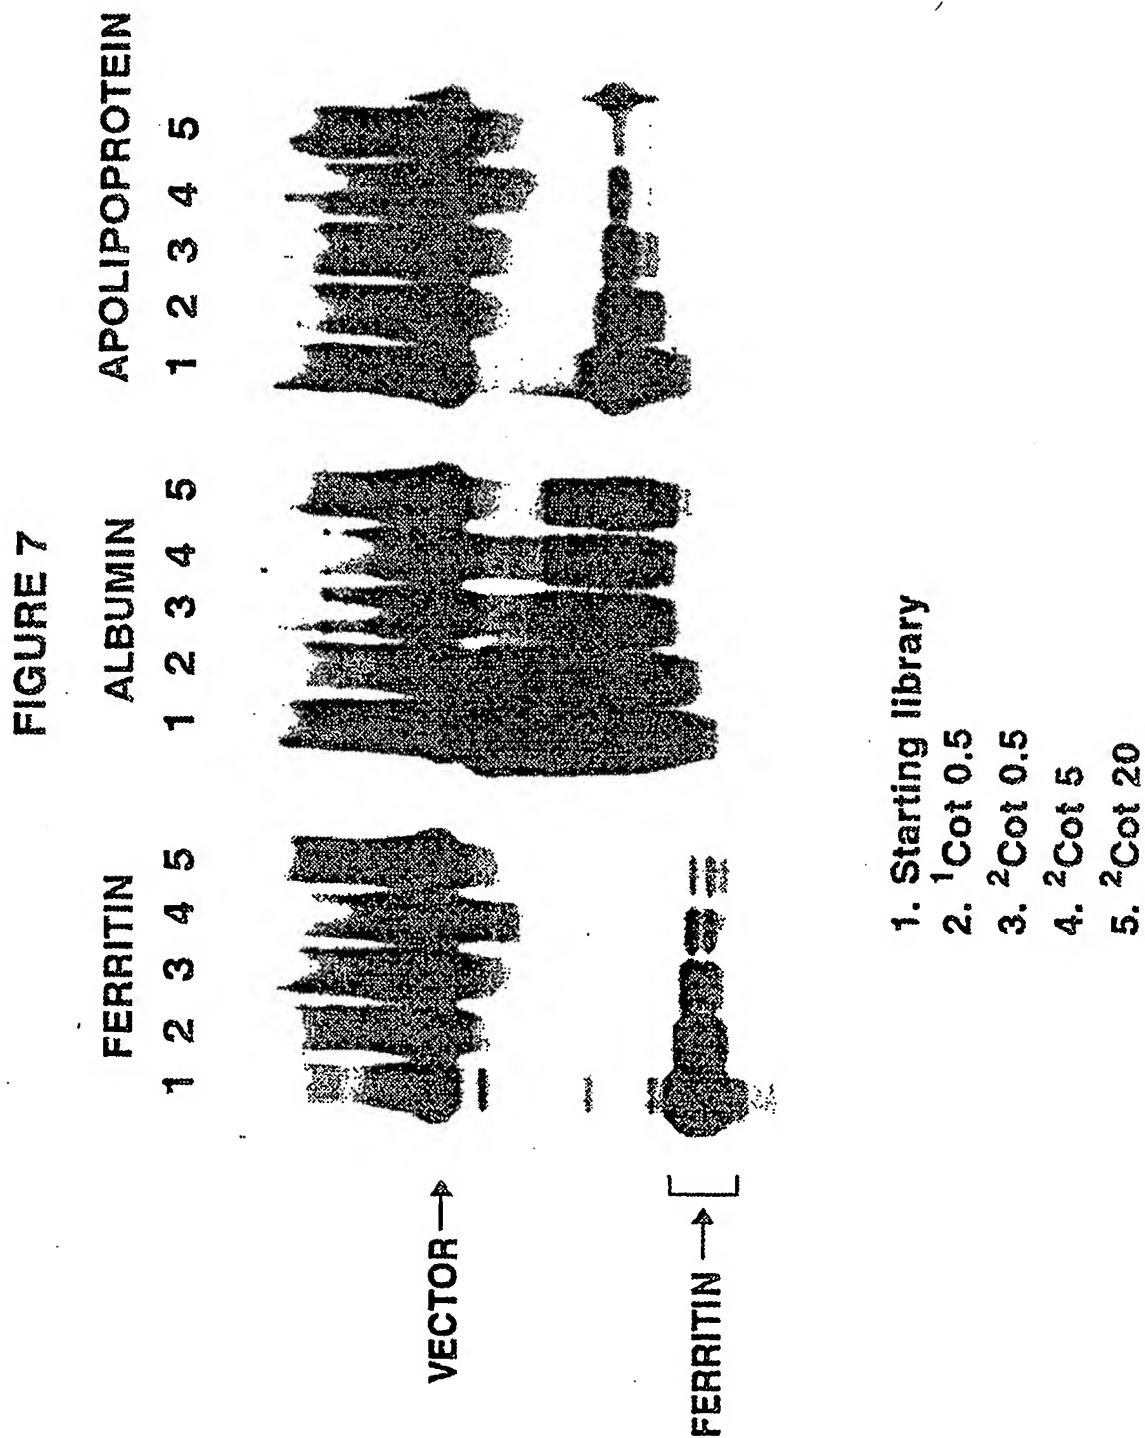 FIGURE 7
FERRITIN ALBUMIN APOLIPOPROTEIN
1 2 3 4 5 1 2 3 4 5 1 2 3 4 5
VECTOR→
FERRITIN →
1. Starting library
2. ¹Cot 0.5
3. ²Cot 0.5
4. ²Cot 5
5. ²Cot 20